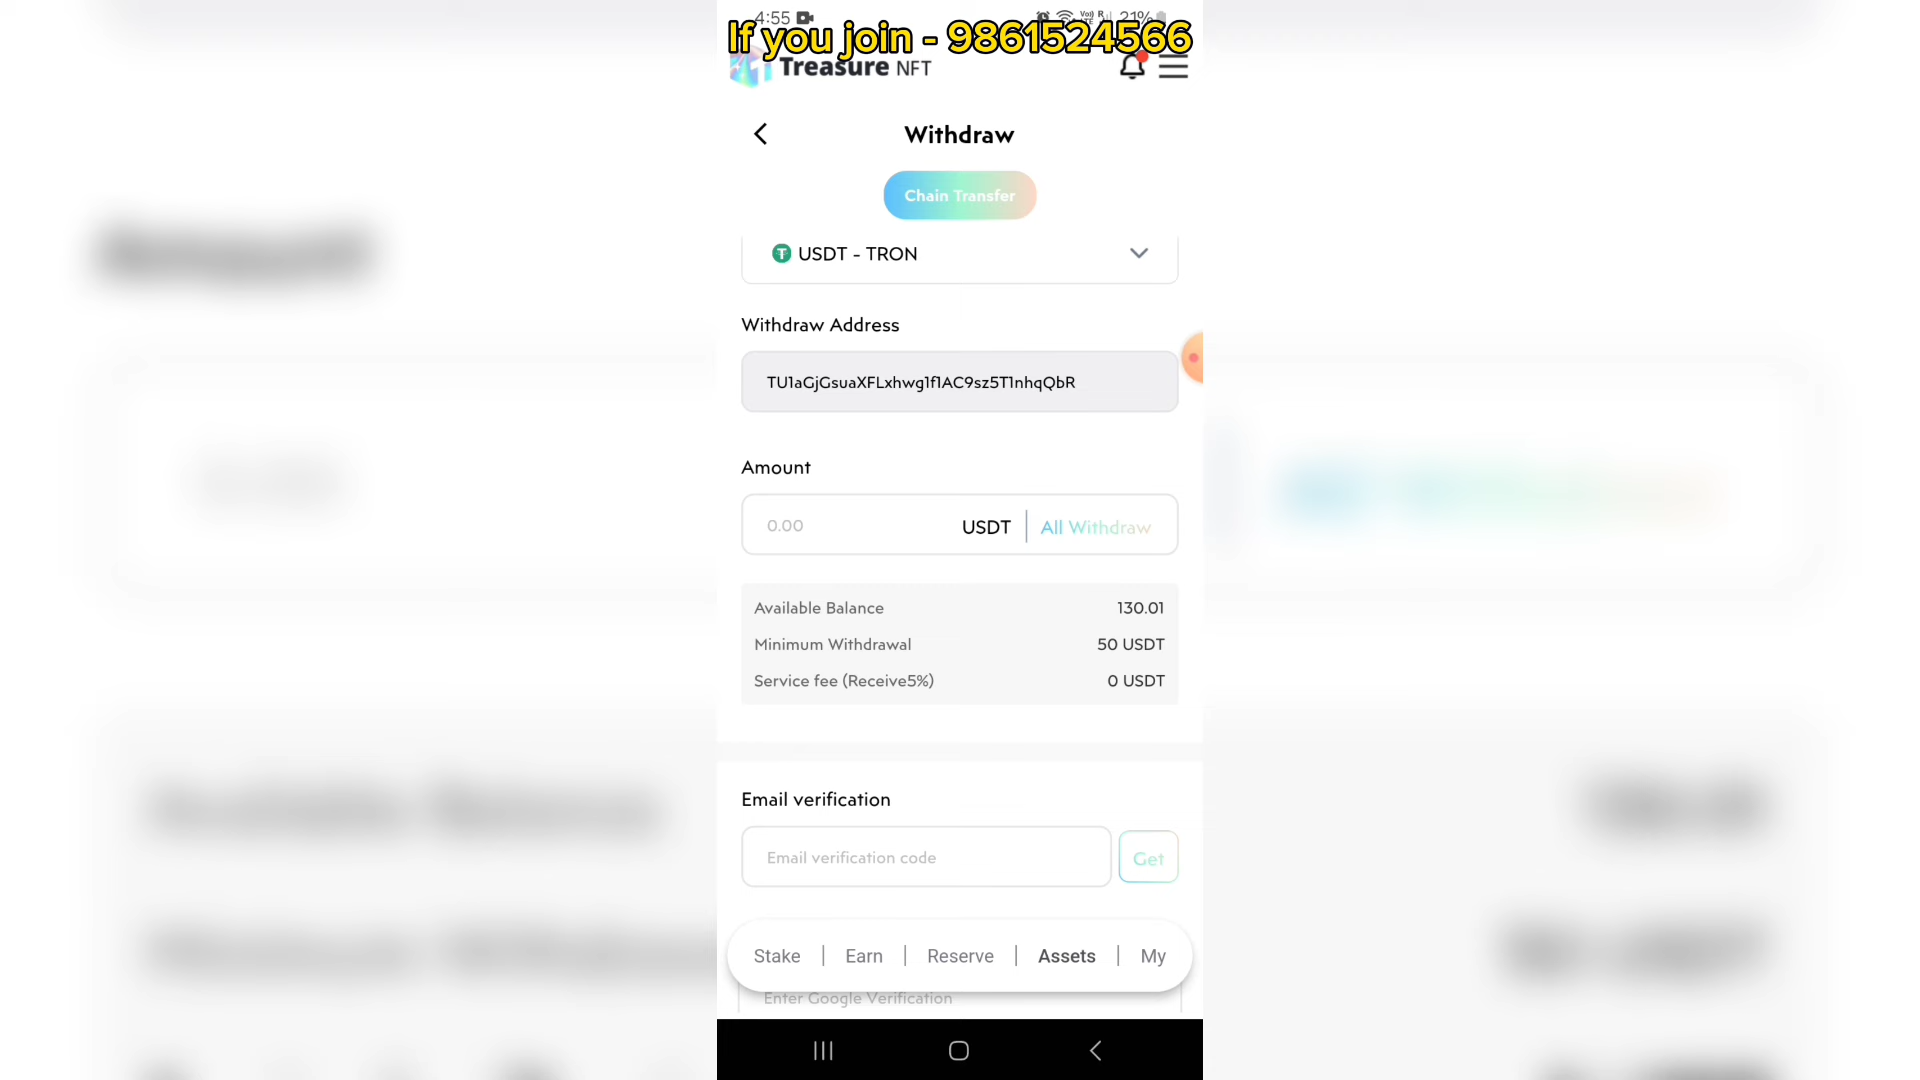 4:55
21%
If you join - 9861524566
Treasure NFT
Withdraw
Chain Transfer
USDT - TRON
Withdraw Address
TU1aGjGsuaXFLxhwg1f1AC9sz5T1nhqQbR
Amount
0.00 USDT All Withdraw
Available Balance 130.01
Minimum Withdrawal 50 USDT
Service fee (Receive5%) 0 USDT
Email verification
Email verification code Get
Stake | Earn | Reserve | Assets | My
Enter Google Verification